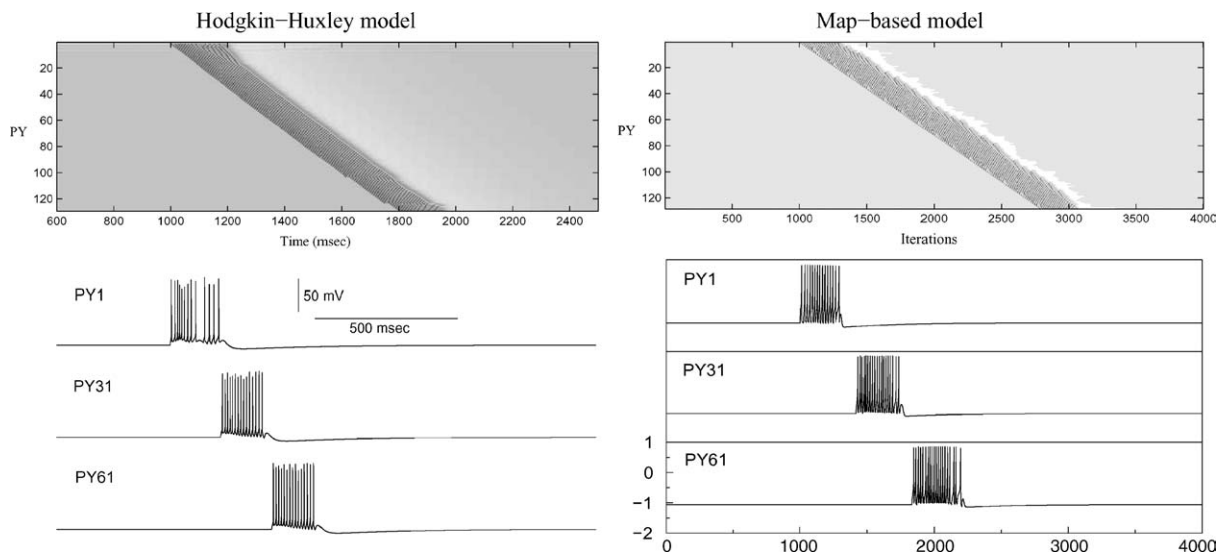 Hodgkin−Huxley model
20
40
60
PY
80
100
120
600 800 1000 1200 1400 1600 1800 2000 2200 2400
Time (msec)
PY1
50 mV
500 msec
PY31
PY61
Map−based model
20
40
60
PY
80
100
120
500 1000 1500 2000 2500 3000 3500 4000
Iterations
PY1
PY31
1
PY61
0
−1
−2
0 1000 2000 3000 4000